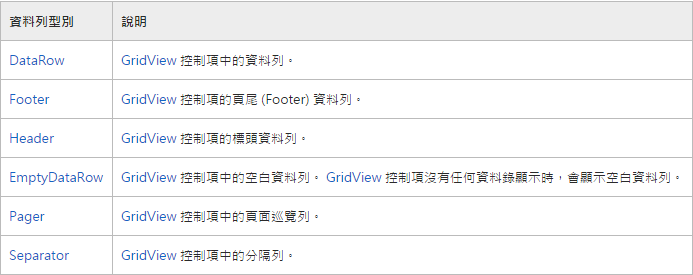 資料列型別 說明
DataRow GridView 控制項中的資料列。
Footer GridView 控制項的頁尾 (Footer) 資料列。
Header GridView 控制項的標頭資料列。
EmptyDataRow GridView 控制項中的空白資料列。 GridView 控制項沒有任何資料錄顯示時，會顯示空白資料列。
Pager GridView 控制項中的頁面巡覽列。
Separator GridView 控制項中的分隔列。